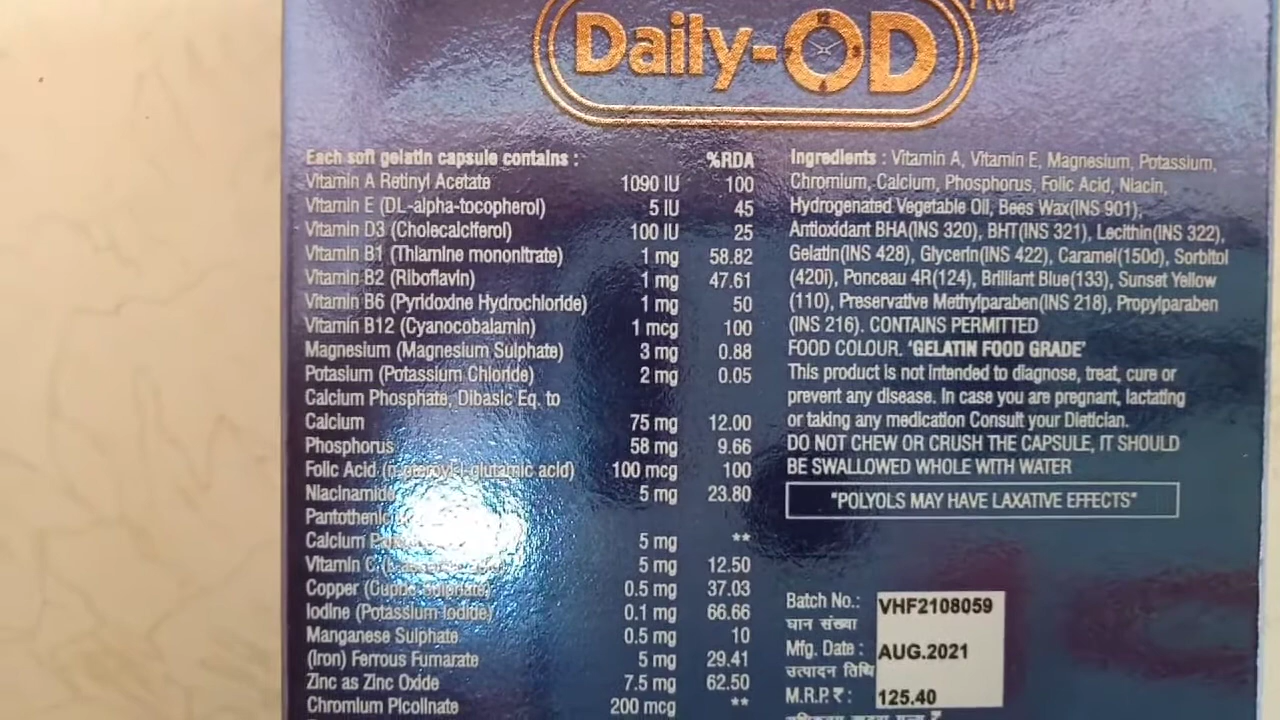 Daily-OD
Each soft gelatin capsule contains : %RDA
Vitamin A Retinyl Acetate 1090 IU 100
Vitamin E (DL-alpha-tocopherol) 5 IU 45
Vitamin D3 (Cholecalciferol) 100 IU 25
Vitamin B1 (Thiamine mononitrate) 1 mg 58.82
Vitamin B2 (Riboflavin) 1 mg 47.61
Vitamin B6 (Pyridoxine Hydrochloride) 1 mg 50
Vitamin B12 (Cyanocobalamin) 1 mcg 100
Magnesium (Magnesium Sulphate) 3 mg 0.88
Potasium (Potassium Chloride) 2 mg 0.05
Calcium Phosphate, Dibasic Eq. to
Calcium 75 mg 12.00
Phosphorus 58 mg 9.66
Folic Acid 100 mcg 100
Niacinamide 5 mg 23.80
Pantothenic
Calcium 5 mg **
Vitamin C 5 mg 12.50
Copper 0.5 mg 37.03
Iodine (Potassium Iodide) 0.1 mg 66.66
Manganese Sulphate 0.5 mg 10
(Iron) Ferrous Fumarate 5 mg 29.41
Zinc as Zinc Oxide 7.5 mg 62.50
Chromium Picolinate 200 mcg **
Ingredients : Vitamin A, Vitamin E, Magnesium, Potassium,
Chromium, Calcium, Phosphorus, Folic Acid, Niacin,
Hydrogenated Vegetable Oil, Bees Wax(INS 901),
Antioxidant BHA(INS 320), BHT(INS 321), Lecithin(INS 322),
Gelatin(INS 428), Glycerin(INS 422), Caramel(150d), Sorbitol
(420i), Ponceau 4R(124), Brilliant Blue(133), Sunset Yellow
(110), Preservative Methylparaben(INS 218), Propylparaben
(INS 216). CONTAINS PERMITTED
FOOD COLOUR. 'GELATIN FOOD GRADE'
This product is not intended to diagnose, treat, cure or
prevent any disease. In case you are pregnant, lactating
or taking any medication Consult your Dietician.
DO NOT CHEW OR CRUSH THE CAPSULE, IT SHOULD
BE SWALLOWED WHOLE WITH WATER
"POLYOLS MAY HAVE LAXATIVE EFFECTS"
Batch No.: VHF2108059
घान संख्या
Mfg. Date : AUG.2021
उत्पादन तिथि
M.R.P.₹ : 125.40